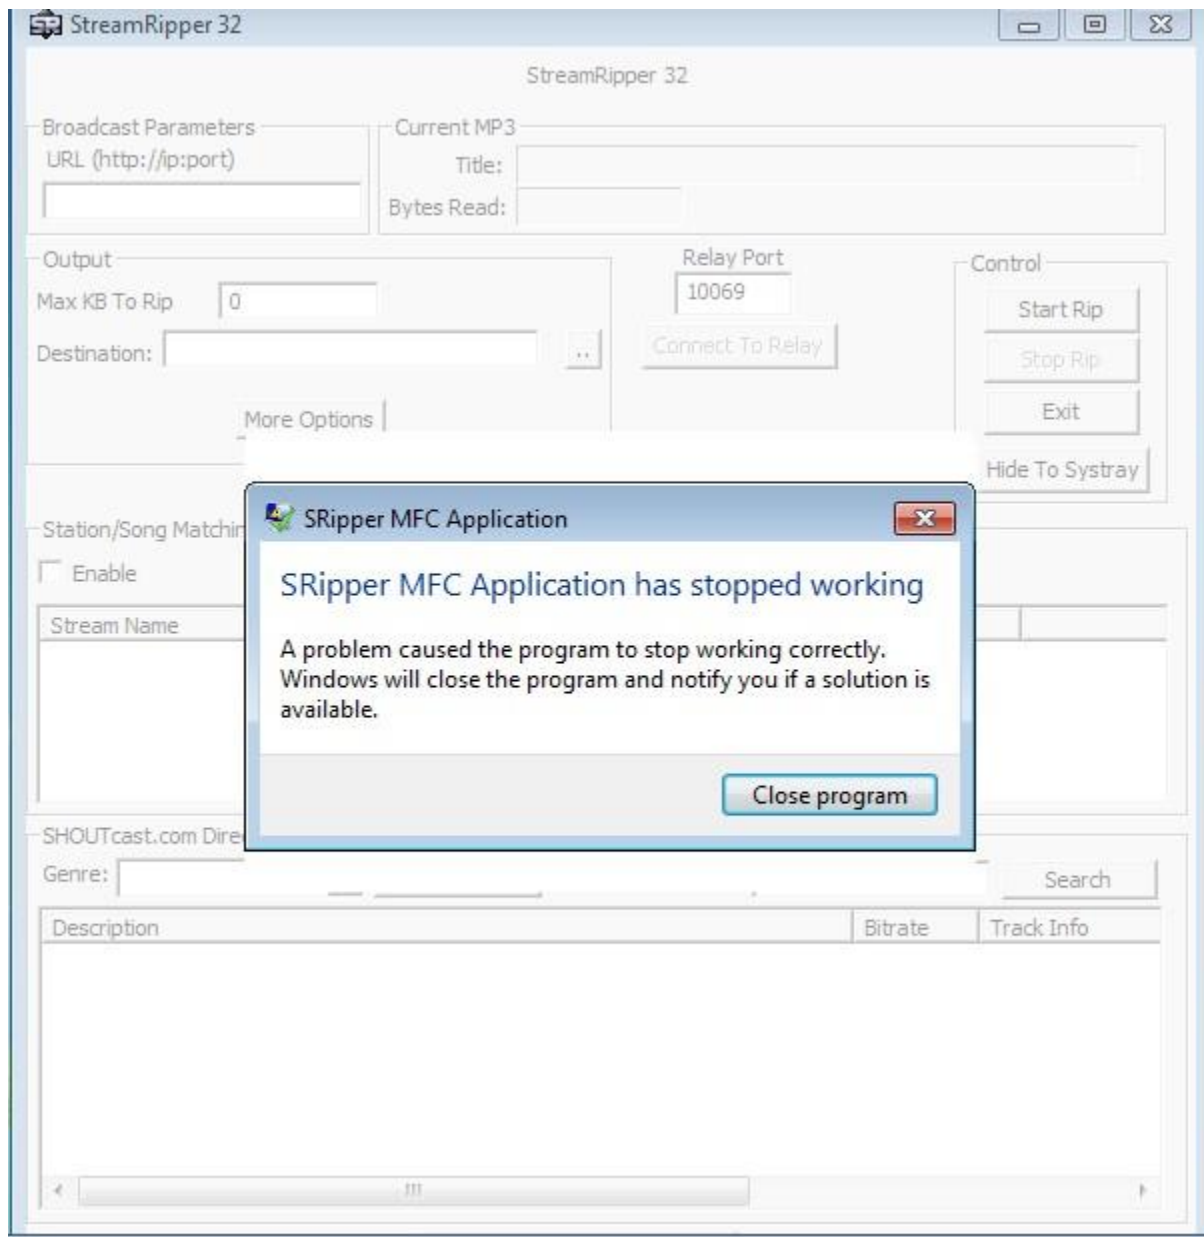 StreamRipper 32
StreamRipper 32
Broadcast Parameters
URL (http://ip:port)
Current MP3
Title:
Bytes Read:
Output
Max KB To Rip 0
Destination:
..
More Options
Relay Port
10069
Connect To Relay
Control
Start Rip
Stop Rip
Exit
Hide To Systray
Station/Song
Enable
Stream Name
SRipper MFC Application
SRipper MFC Application has stopped working
A problem caused the program to stop working correctly.
Windows will close the program and notify you if a solution is
available.
Close program
SHOUTcast.com
Genre:
Search
Description Bitrate Track Info